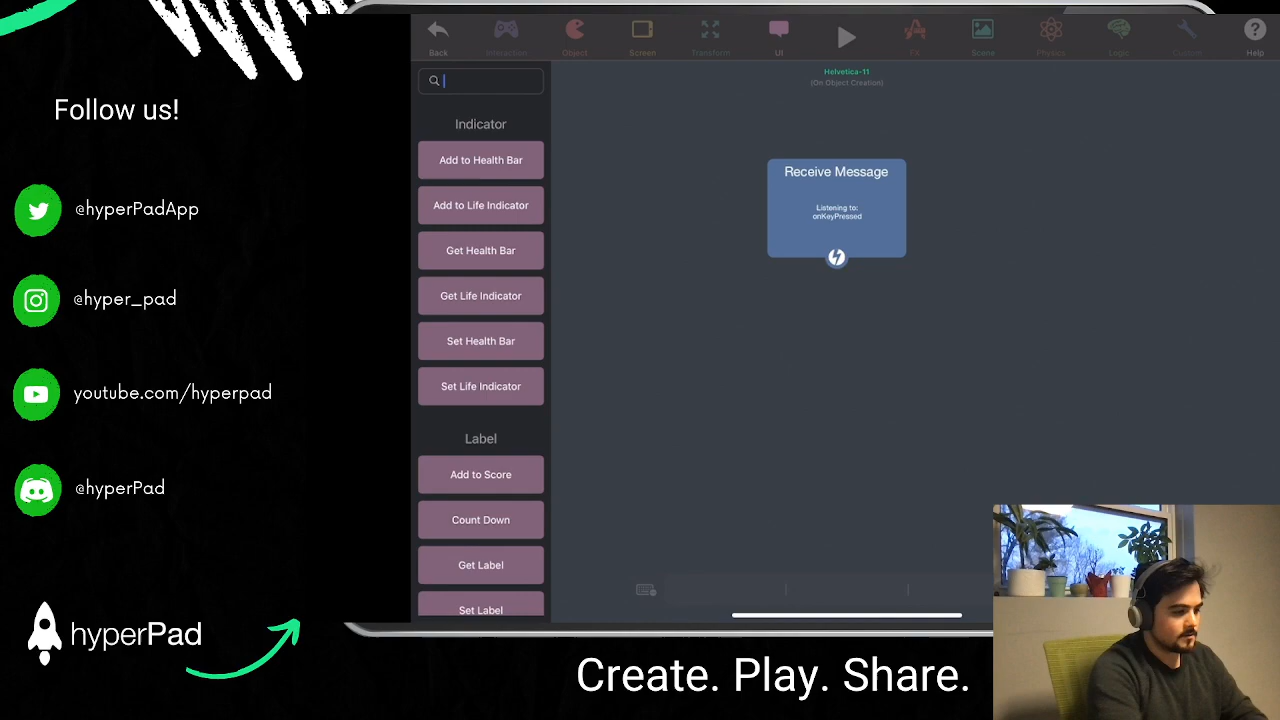 Back
Interaction
Object
Screen
Transform
UI
FX
Scene
Physics
Logic
Custom
Help
Helvetica-11
(On Object Creation)
Follow us!
@hyperPadApp
@hyper_pad
youtube.com/hyperpad
@hyperPad
hyperPad
Indicator
Add to Health Bar
Add to Life Indicator
Get Health Bar
Get Life Indicator
Set Health Bar
Set Life Indicator
Label
Add to Score
Count Down
Get Label
Set Label
Receive Message
Listening to:
onKeyPressed
Create. Play. Share.